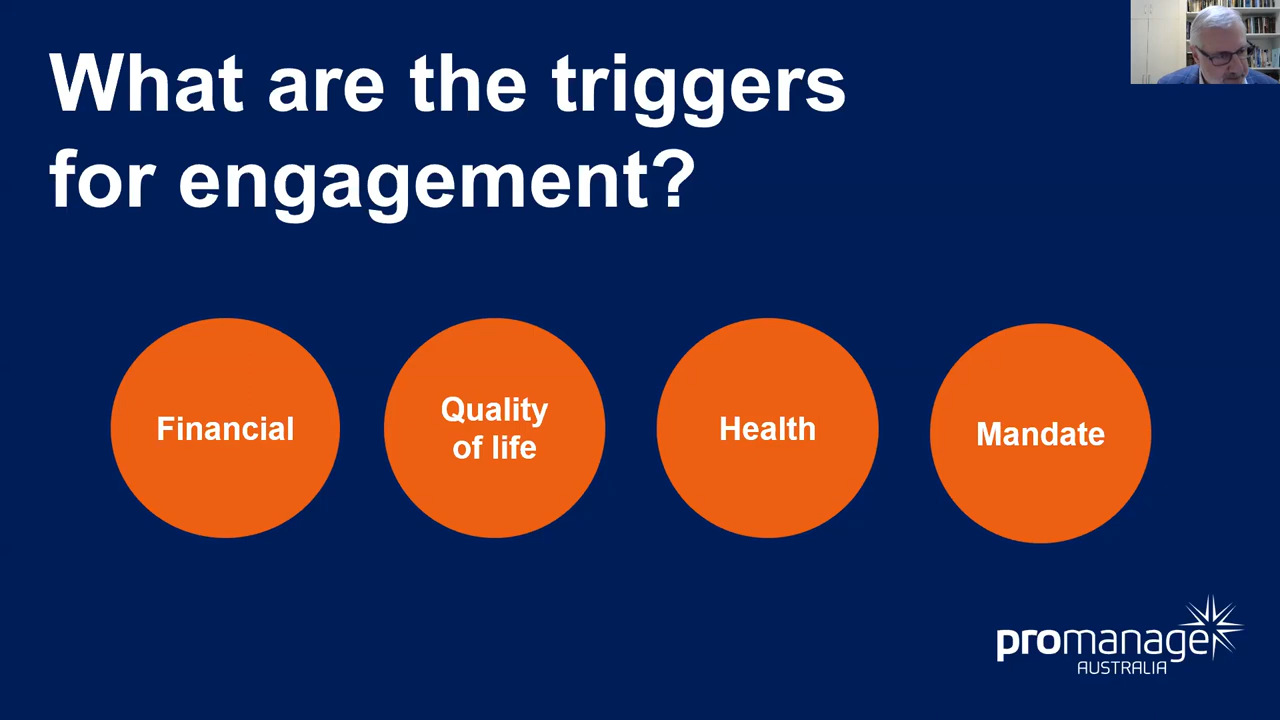 What are the triggers
for engagement?
Financial
Quality
of life
Health
Mandate
promanage
AUSTRALIA